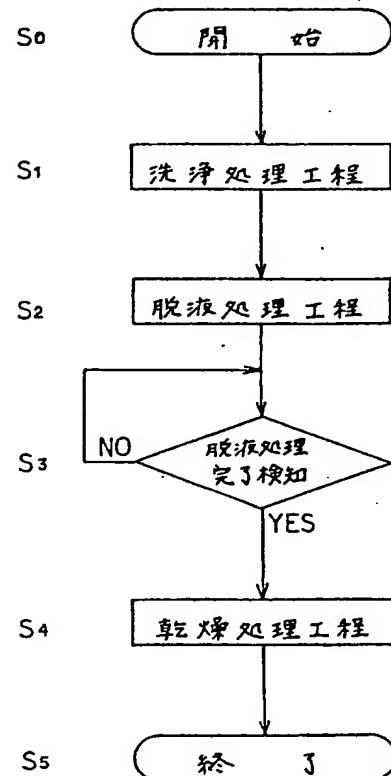 S0 開 始
S1 洗浄処理工程
S2 脱液処理工程
S3 脱液処理
完了検知
NO
YES
S4 乾燥処理工程
S5 終 了